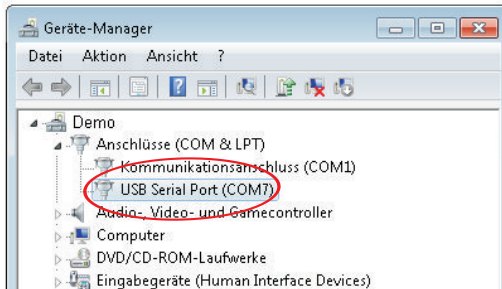 Geräte-Manager
Datei Aktion Ansicht ?
Demo
Anschlüsse (COM & LPT)
Kommunikationsanschluss (COM1)
USB Serial Port (COM7)
Audio-, Video- und Gamecontroller
Computer
DVD/CD-ROM-Laufwerke
Eingabegeräte (Human Interface Devices)